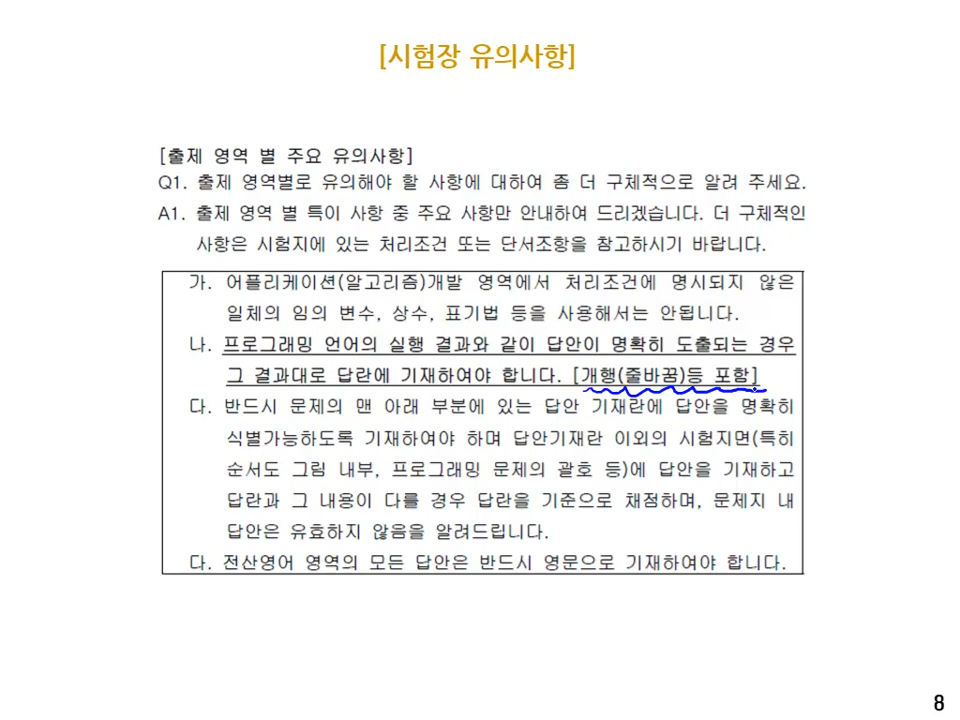 [시험장 유의사항]
[출제 영역 별 주요 유의사항]
Q1. 출제 영역별로 유의해야 할 사항에 대하여 좀 더 구체적으로 알려 주세요.
A1. 출제 영역 별 특이 사항 중 주요 사항만 안내하여 드리겠습니다. 더 구체적인
사항은 시험지에 있는 처리조건 또는 단서조항을 참고하시기 바랍니다.
가. 어플리케이션(알고리즘)개발 영역에서 처리조건에 명시되지 않은
일체의 임의 변수, 상수, 표기법 등을 사용해서는 안됩니다.
나. 프로그래밍 언어의 실행 결과와 같이 답안이 명확히 도출되는 경우
그 결과대로 답란에 기재하여야 합니다. [개행(줄바꿈)등 포함]
다. 반드시 문제의 맨 아래 부분에 있는 답안 기재란에 답안을 명확히
식별가능하도록 기재하여야 하며 답안기재란 이외의 시험지면(특히
순서도 그림 내부, 프로그래밍 문제의 괄호 등)에 답안을 기재하고
답란과 그 내용이 다를 경우 답란을 기준으로 채점하며, 문제지 내
답안은 유효하지 않음을 알려드립니다.
다. 전산영어 영역의 모든 답안은 반드시 영문으로 기재하여야 합니다.
8